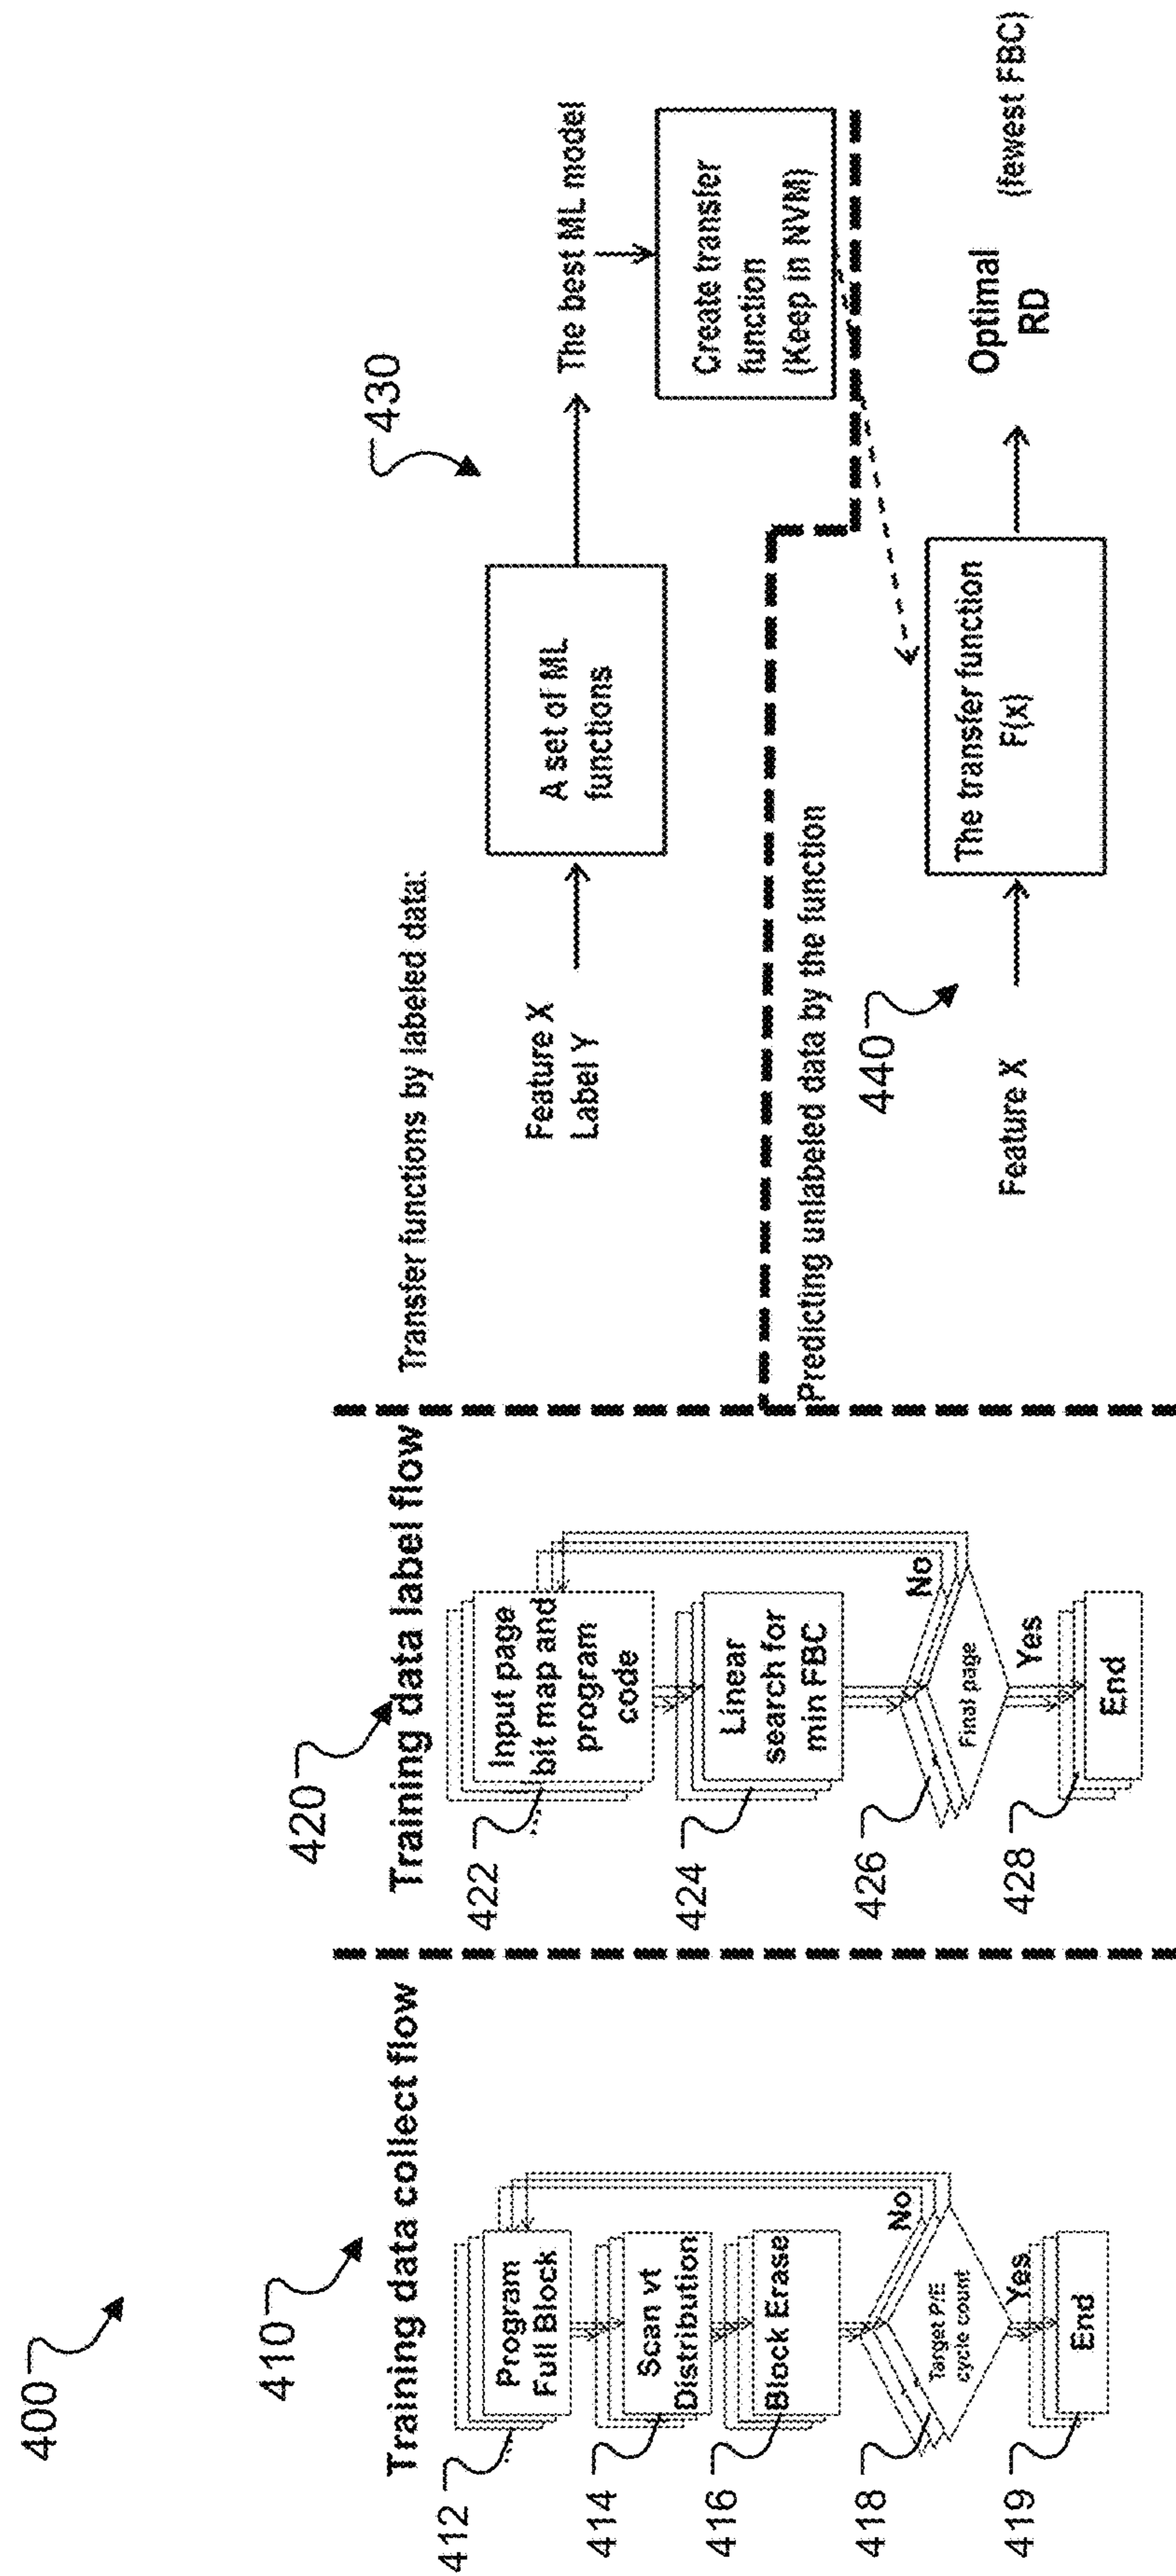 400
410
Training data collect flow
412
Program
Full Block
414
Scan vt
Distribution
416
Block Erase
418
Target P/E
cycle count
No
Yes
419
End
420
Training data label flow
422
Input page
bit map and
program
code
424
Linear
search for
min FBC
426
Final page
No
Yes
428
End
430
Transfer functions by labeled data:
Feature X
Label Y
A set of ML
functions
The best ML model
Create transfer
function
(Keep in NVM)
Predicting unlabeled data by the function
440
Feature X
The transfer function
F(x)
Optimal
RD
(fewest FBC)